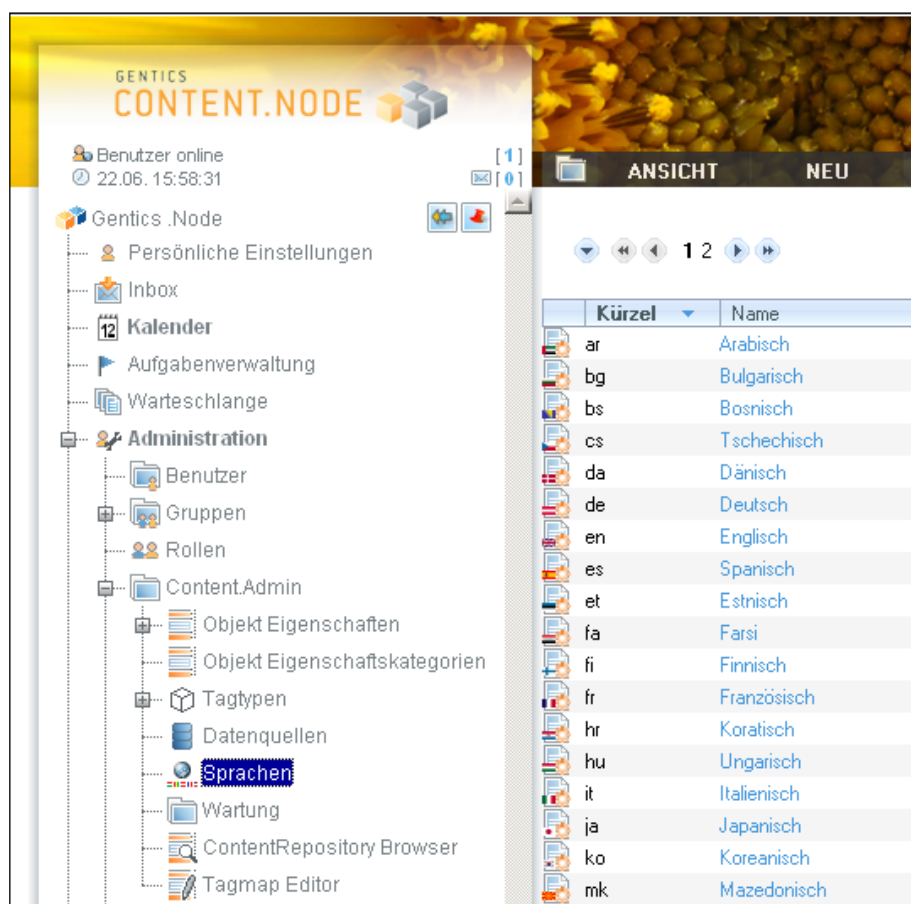 GENTICS
CONTENT.NODE
Benutzer online [1]
22.06. 15:58:31 [0]
Gentics .Node
Persönliche Einstellungen
Inbox
12 Kalender
Aufgabenverwaltung
Warteschlange
Administration
Benutzer
Gruppen
Rollen
Content.Admin
Objekt Eigenschaften
Objekt Eigenschaftskategorien
Tagtypen
Datenquellen
Sprachen
Wartung
ContentRepository Browser
Tagmap Editor
ANSICHT NEU
1 2
Kürzel Name
ar Arabisch
bg Bulgarisch
bs Bosnisch
cs Tschechisch
da Dänisch
de Deutsch
en Englisch
es Spanisch
et Estnisch
fa Farsi
fi Finnisch
fr Französisch
hr Koratisch
hu Ungarisch
it Italienisch
ja Japanisch
ko Koreanisch
mk Mazedonisch